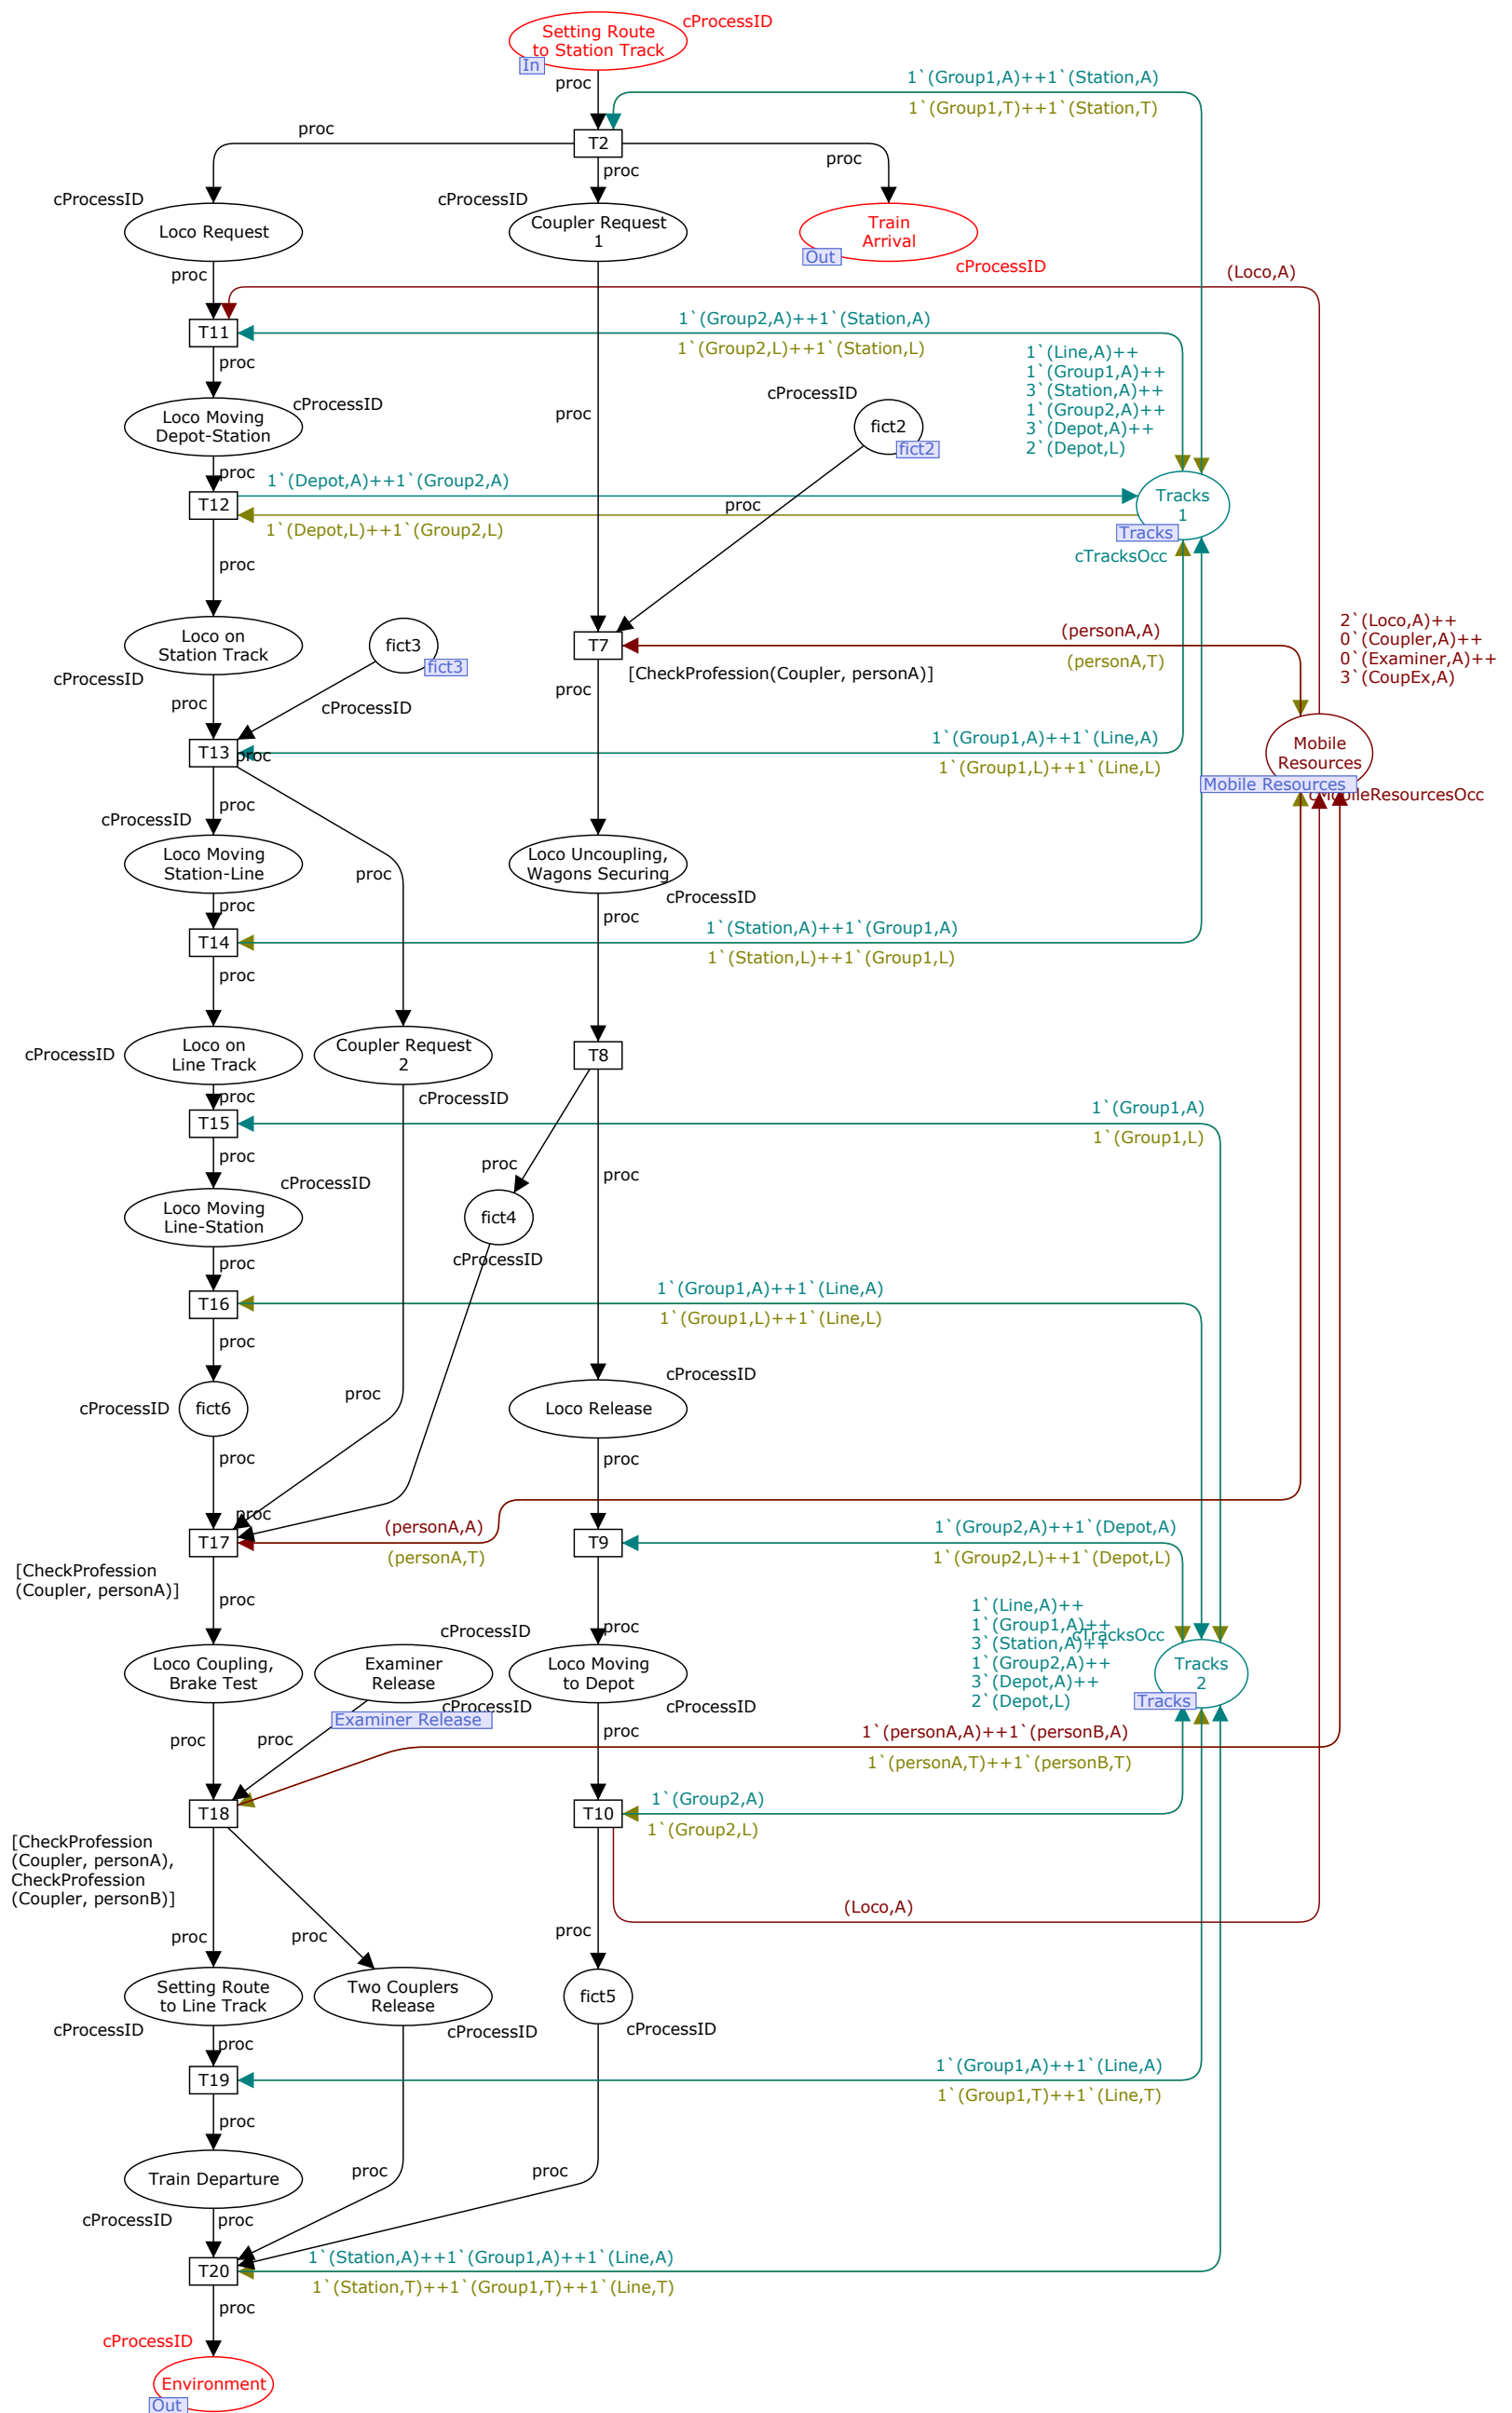 Setting Route
to Station Track
cProcessID
In
proc
1`(Group1,A)++1`(Station,A)
1`(Group1,T)++1`(Station,T)
T2
proc
proc
proc
cProcessID
Loco Request
cProcessID
Coupler Request
1
Train
Arrival
Out
cProcessID
proc
(Loco,A)
T11
1`(Group2,A)++1`(Station,A)
1`(Group2,L)++1`(Station,L)
proc
1`(Line,A)++
1`(Group1,A)++
3`(Station,A)++
1`(Group2,A)++
3`(Depot,A)++
2`(Depot,L)
cProcessID
Loco Moving
Depot-Station
proc
cProcessID
fict2
fict2
proc
T12
1`(Depot,A)++1`(Group2,A)
1`(Depot,L)++1`(Group2,L)
proc
Tracks
1
Tracks
cTracksOcc
proc
Loco on
Station Track
cProcessID
fict3
fict3
cProcessID
T7
[CheckProfession(Coupler, personA)]
(personA,A)
(personA,T)
2`(Loco,A)++
0`(Coupler,A)++
0`(Examiner,A)++
3`(CoupEx,A)
proc
proc
T13
proc
1`(Group1,A)++1`(Line,A)
1`(Group1,L)++1`(Line,L)
Mobile
Resources
Mobile Resources
cMobileResourcesOcc
proc
cProcessID
Loco Moving
Station-Line
proc
Loco Uncoupling,
Wagons Securing
cProcessID
proc
proc
T14
1`(Station,A)++1`(Group1,A)
1`(Station,L)++1`(Group1,L)
proc
cProcessID
Loco on
Line Track
Coupler Request
2
cProcessID
T8
proc
T15
1`(Group1,A)
1`(Group1,L)
proc
proc
proc
cProcessID
Loco Moving
Line-Station
fict4
cProcessID
proc
T16
1`(Group1,A)++1`(Line,A)
1`(Group1,L)++1`(Line,L)
proc
cProcessID
fict6
proc
cProcessID
Loco Release
proc
proc
proc
T17
(personA,A)
(personA,T)
[CheckProfession
(Coupler, personA)]
T9
1`(Group2,A)++1`(Depot,A)
1`(Group2,L)++1`(Depot,L)
proc
proc
1`(Line,A)++
1`(Group1,A)++
3`(Station,A)++
1`(Group2,A)++
3`(Depot,A)++
2`(Depot,L)
cTracksOcc
Tracks
2
Tracks
Loco Coupling,
Brake Test
cProcessID
cProcessID
Examiner
Release
Examiner Release
Loco Moving
to Depot
cProcessID
proc
proc
proc
1`(personA,A)++1`(personB,A)
1`(personA,T)++1`(personB,T)
T18
[CheckProfession
(Coupler, personA),
CheckProfession
(Coupler, personB)]
T10
1`(Group2,A)
1`(Group2,L)
(Loco,A)
proc
proc
proc
Setting Route
to Line Track
cProcessID
Two Couplers
Release
cProcessID
fict5
cProcessID
proc
T19
1`(Group1,A)++1`(Line,A)
1`(Group1,T)++1`(Line,T)
proc
Train Departure
cProcessID
proc
proc
proc
T20
1`(Station,A)++1`(Group1,A)++1`(Line,A)
1`(Station,T)++1`(Group1,T)++1`(Line,T)
proc
cProcessID
Environment
Out